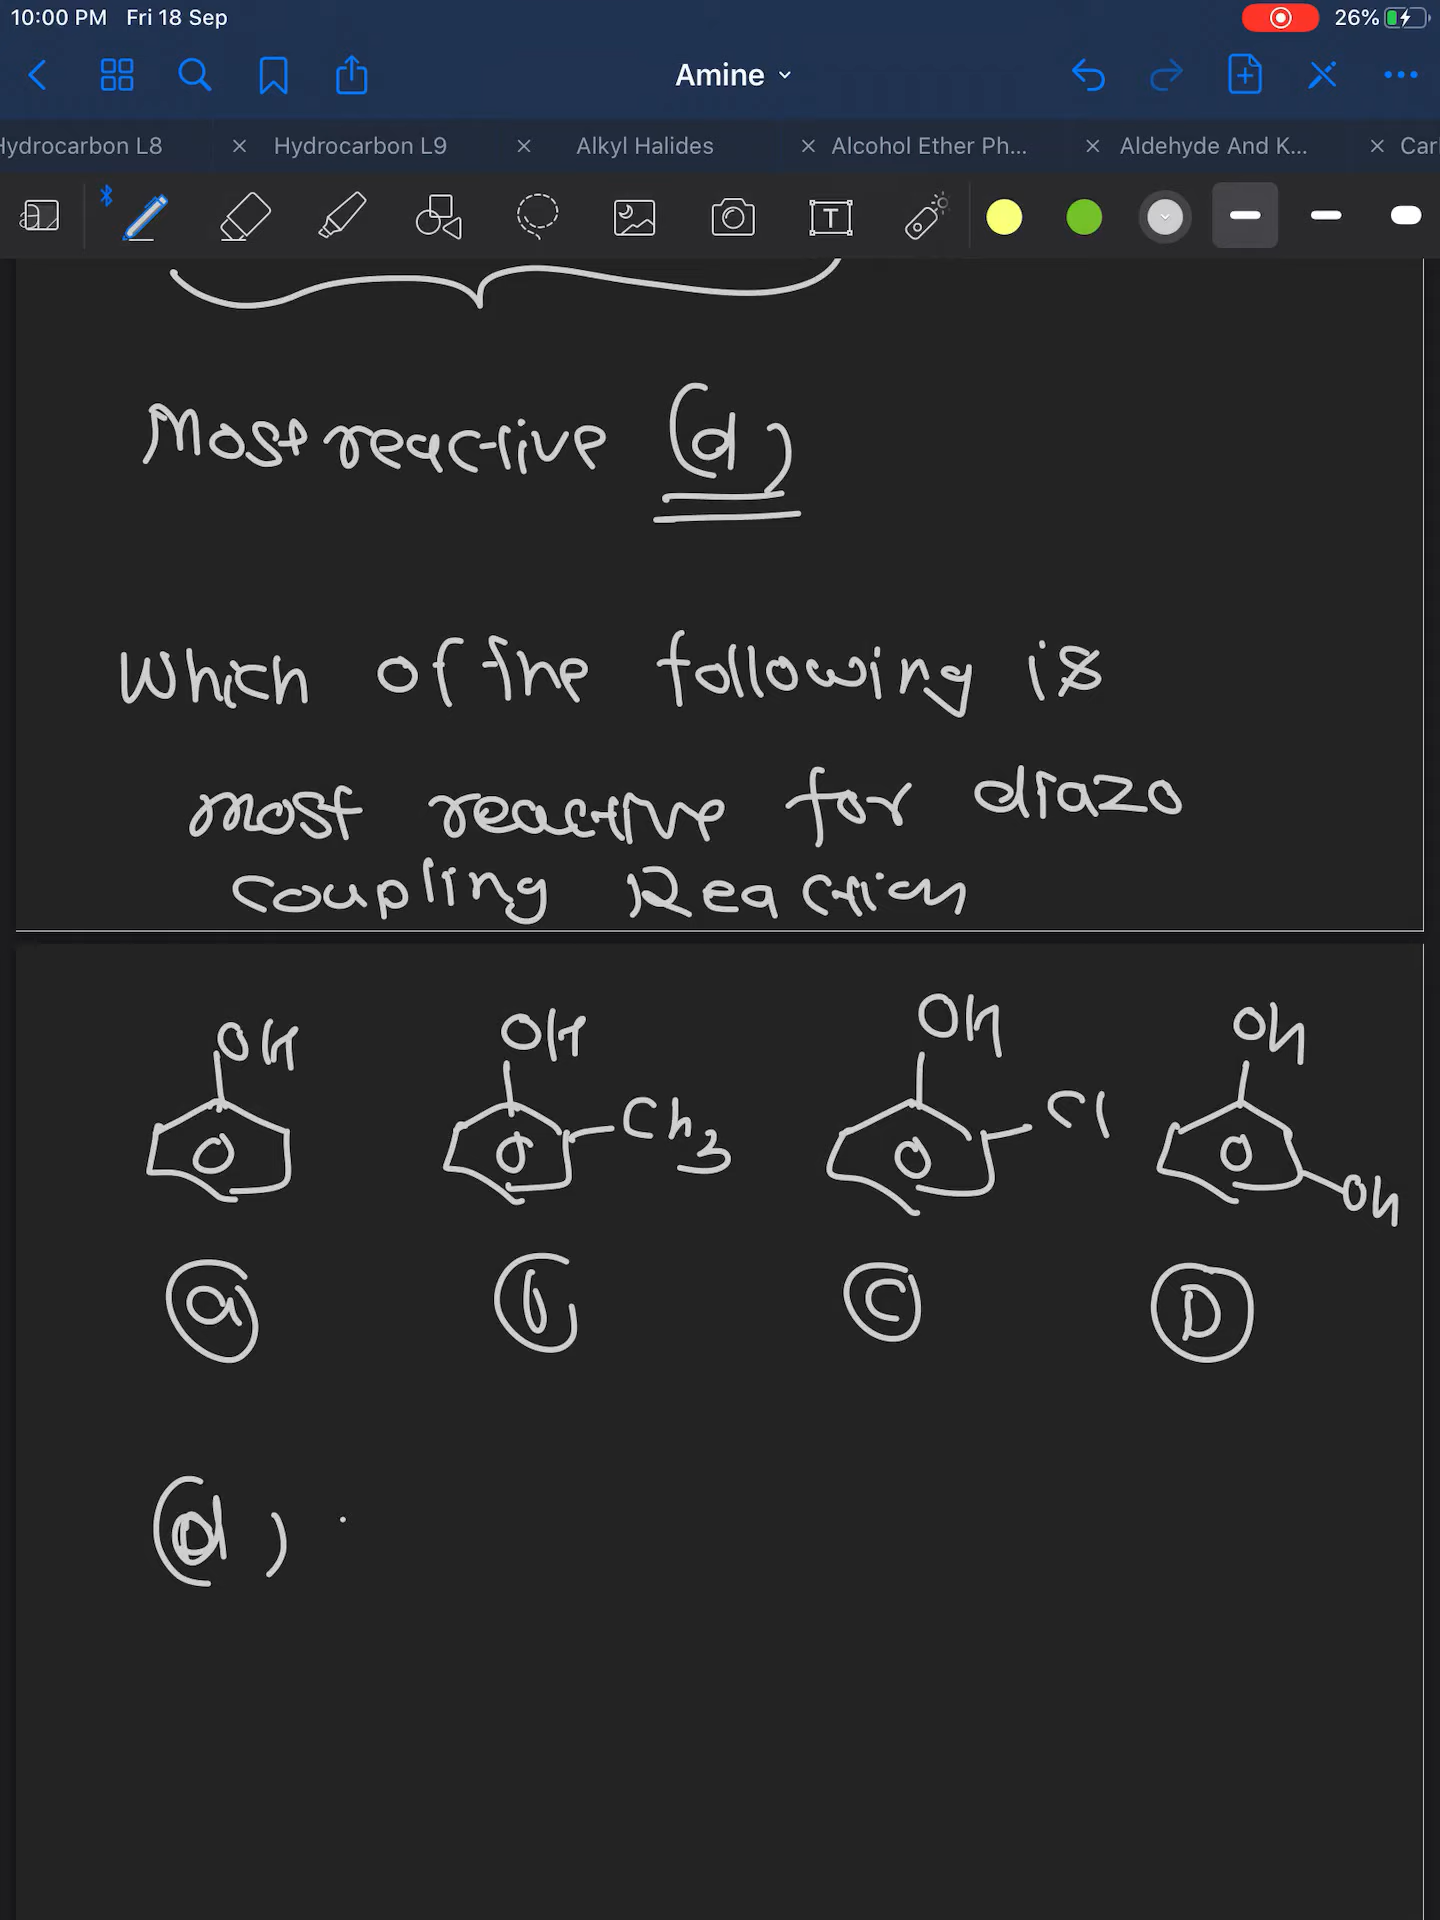 10:00 PM Fri 18 Sep
26%
Amine
Hydrocarbon L8
Hydrocarbon L9
Alkyl Halides
Alcohol Ether Ph...
Aldehyde And K...
Car
a
T
Most reactive (d)
Which of the following is
most reactive for diazo
coupling Reaction
OH OH OH OH
CH3 Cl OH
a b C D
(d)